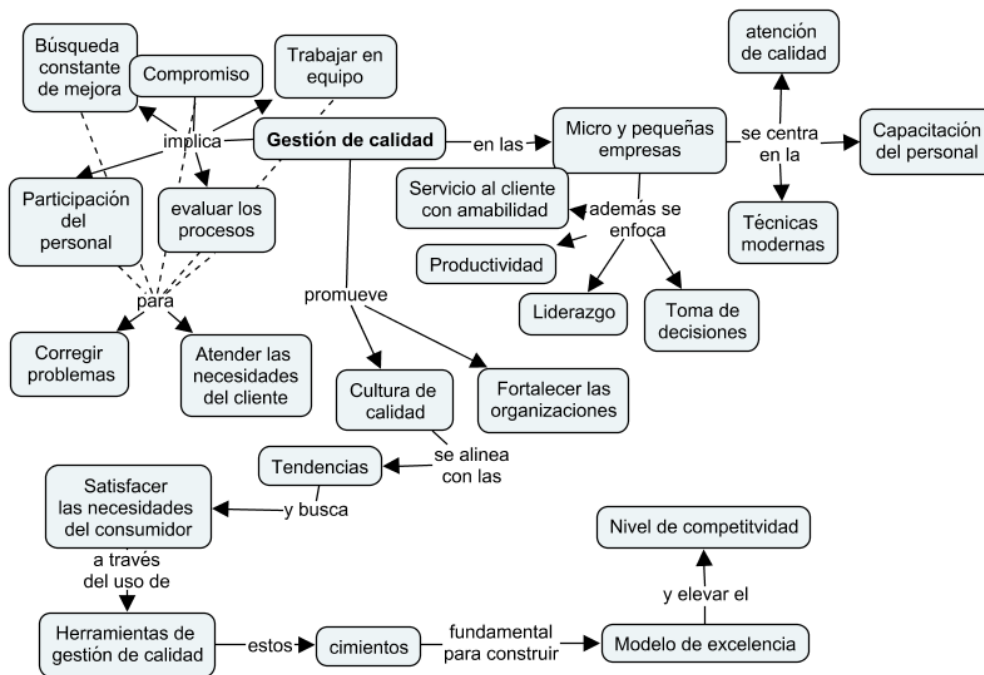 Búsqueda
constante
de mejora
Compromiso
Trabajar en
equipo
implica
Gestión de calidad
en las
Micro y pequeñas
empresas
se centra
en la
atención
de calidad
Capacitación
del personal
Técnicas
modernas
Participación
del
personal
evaluar los
procesos
Servicio al cliente
con amabilidad
además se
enfoca
Productividad
Liderazgo
Toma de
decisiones
para
Corregir
problemas
Atender las
necesidades
del cliente
promueve
Cultura de
calidad
Fortalecer las
organizaciones
se alinea
con las
Tendencias
y busca
Satisfacer
las necesidades
del consumidor
a través
del uso de
Herramientas de
gestión de calidad
estos
cimientos
fundamental
para construir
Modelo de excelencia
y elevar el
Nivel de competitvidad